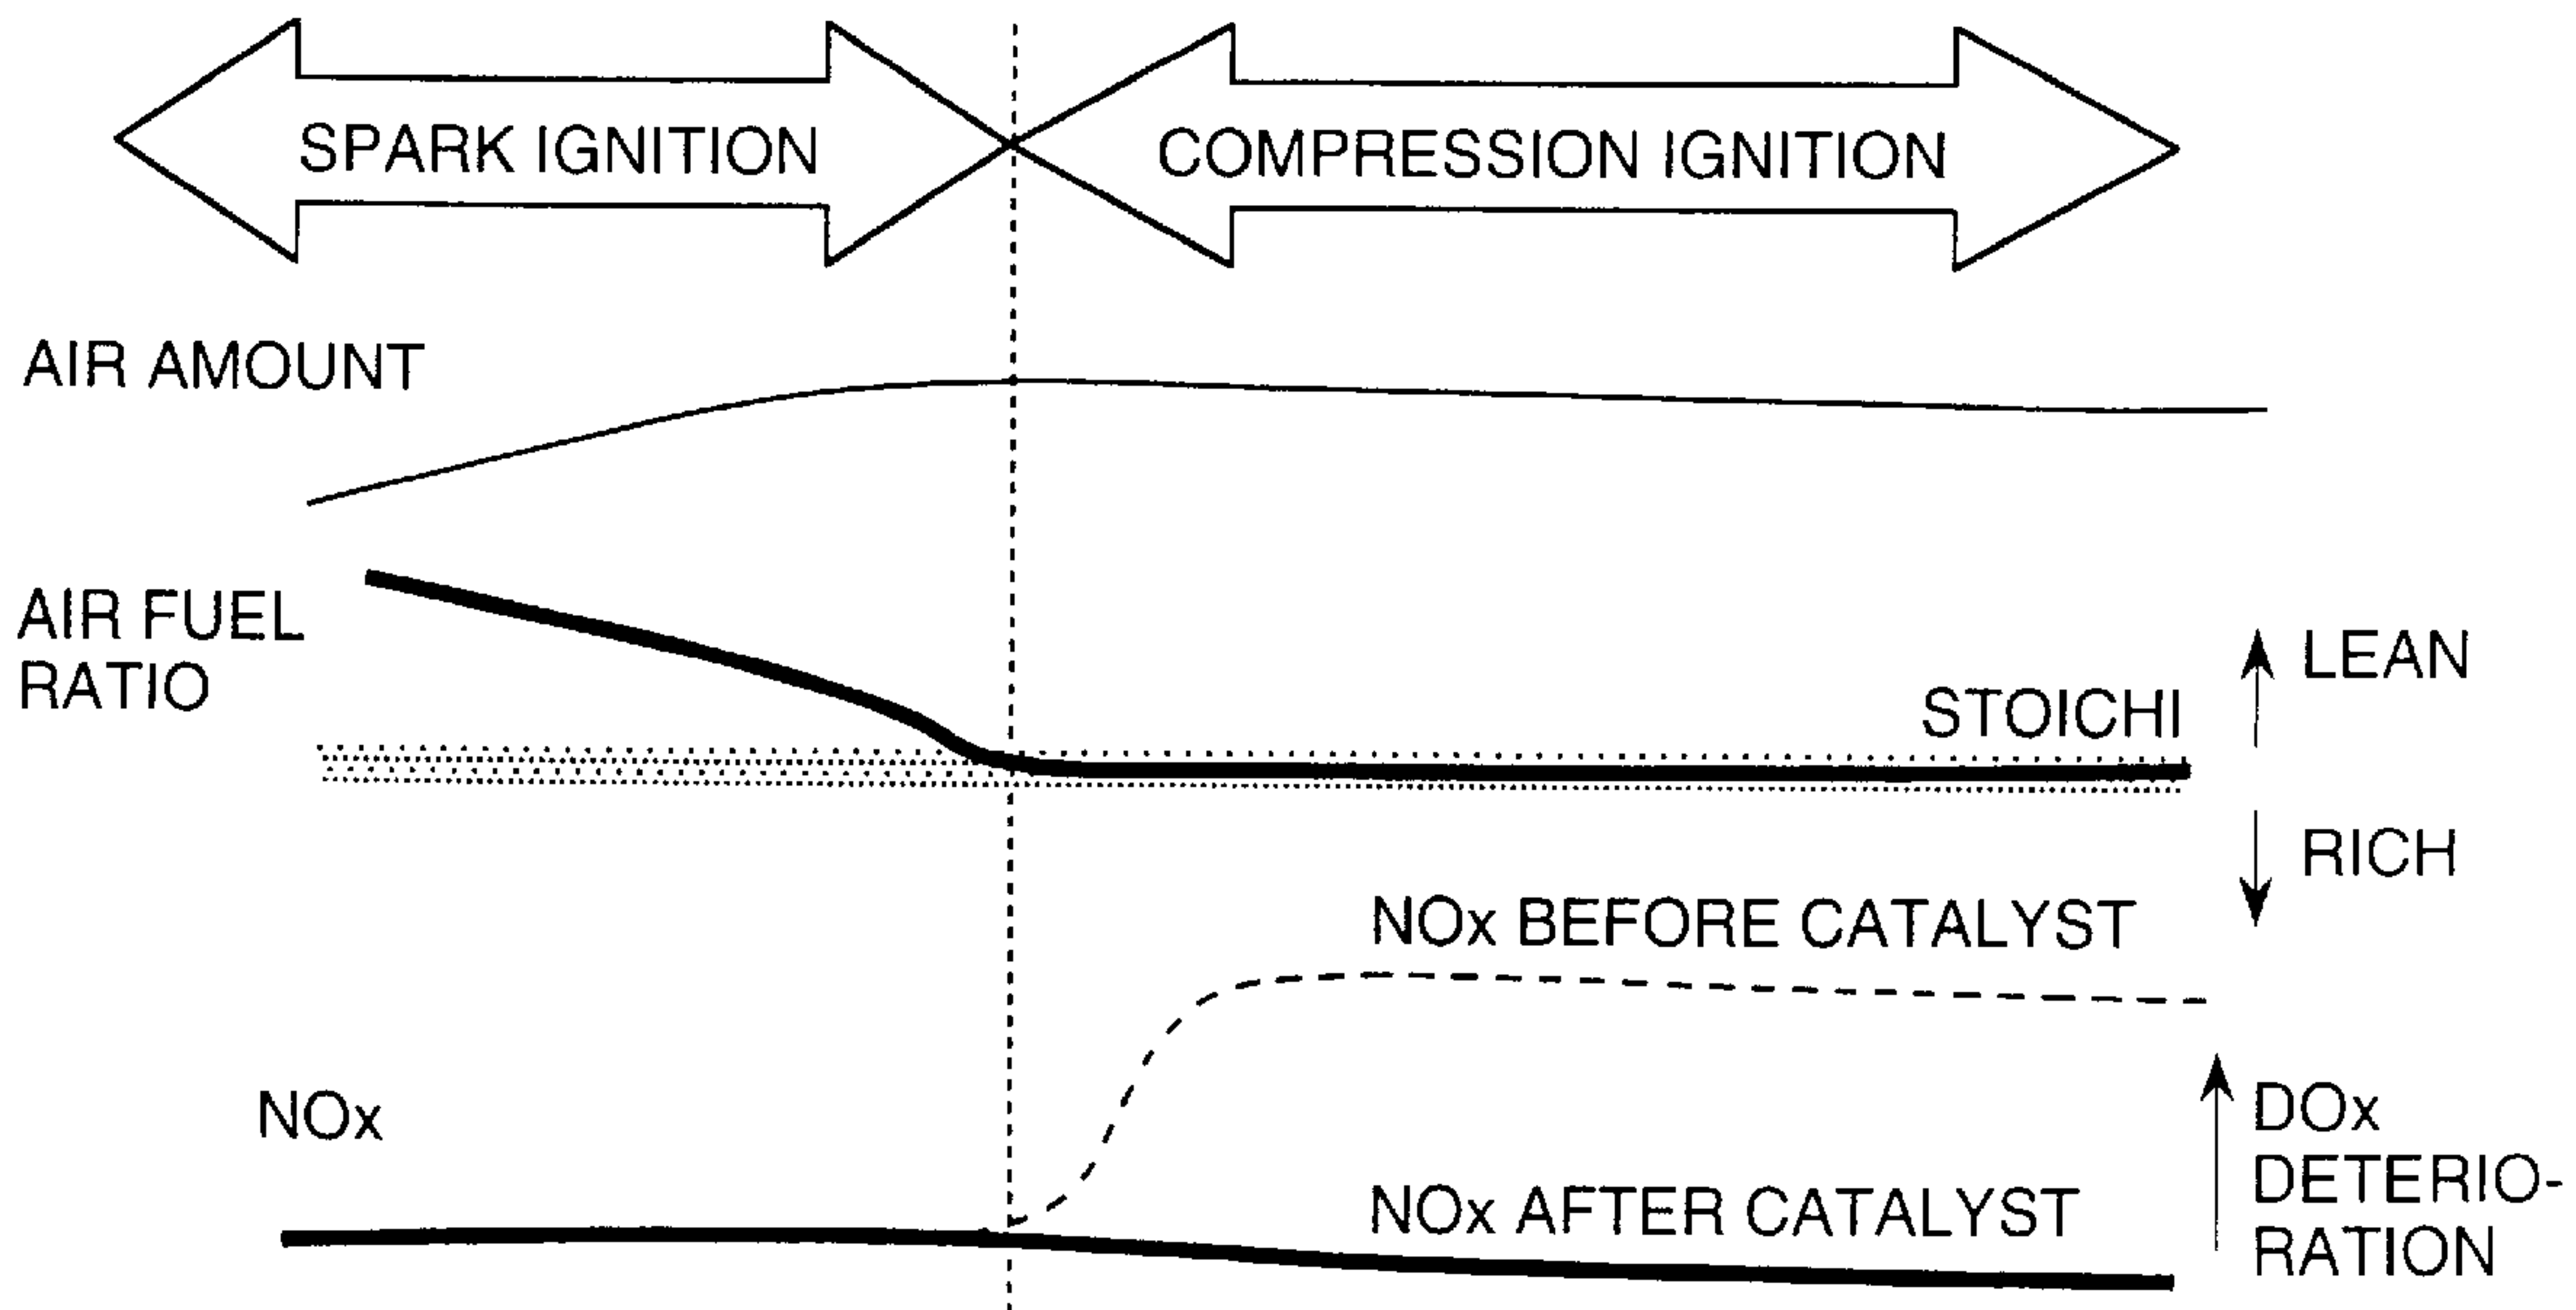 SPARK IGNITION
COMPRESSION IGNITION
AIR AMOUNT
AIR FUEL
RATIO
LEAN
STOICHI
RICH
NOx BEFORE CATALYST
NOx
DOx
DETERIO-
RATION
NOx AFTER CATALYST